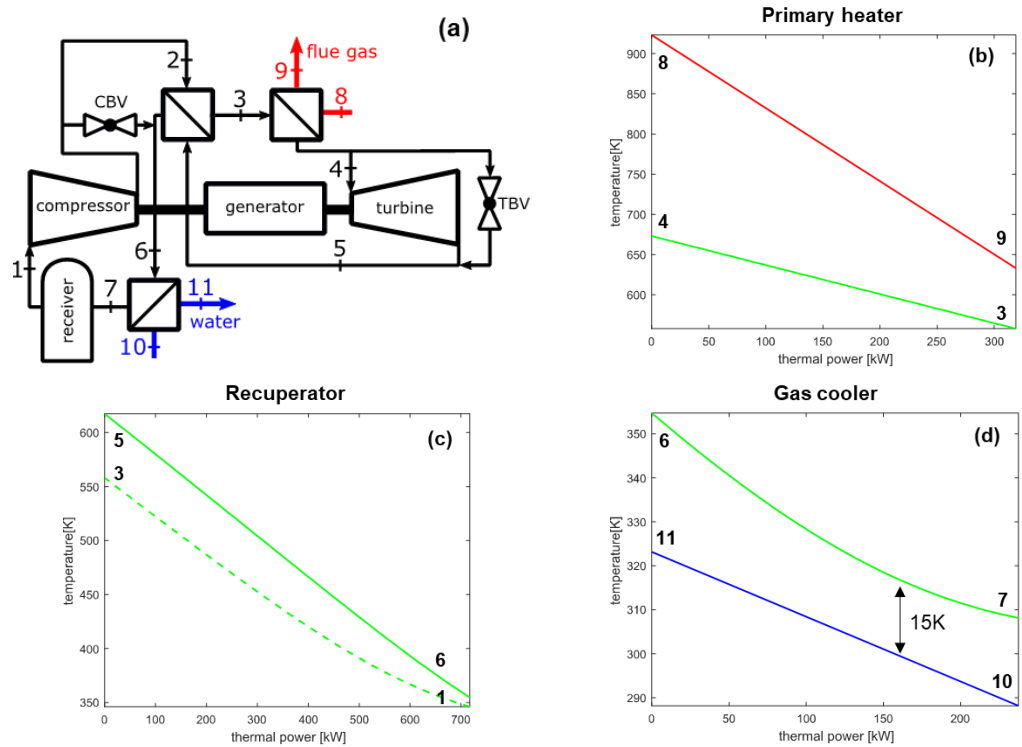 (a)
2
9
flue gas
8
CBV
3
4
compressor
generator
turbine
TBV
6
5
1
7
11
receiver
water
10
Primary heater
(b)
900
850
800
750
700
650
600
temperature[K]
8
4
9
3
0
50
100
150
200
250
300
thermal power [kW]
Recuperator
(c)
600
550
500
450
400
350
temperature[K]
5
3
6
1
0
100
200
300
400
500
600
700
thermal power [kW]
Gas cooler
(d)
350
340
330
320
310
300
290
temperature[K]
6
11
7
15K
10
0
50
100
150
200
thermal power [kW]